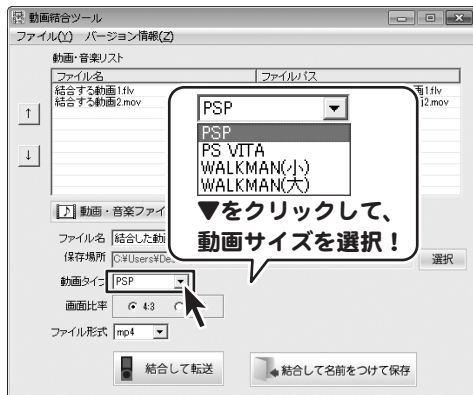 動画結合ツール
ファイル(Y) バージョン情報(Z)
動画・音楽リスト
ファイル名 ファイルパス
結合する動画1.flv 画1.flv
結合する動画2.mov 画2.mov
↑
↓
PSP
PSP
PS VITA
WALKMAN(小)
WALKMAN(大)
▼をクリックして、
動画サイズを選択！
動画・音楽ファイ
ファイル名 結合した動
保存場所 C:¥Users¥De 選択
動画タイプ PSP
画面比率 4:3
ファイル形式 mp4
結合して転送 結合して名前をつけて保存